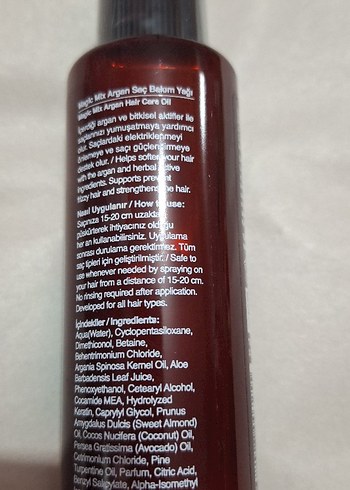 Magic Mix Argan Saç Bakım Yağı
Magic Mix Argan Hair Care Oil
İçerdiği argan ve bitkisel aktifler ile
saçlarınızı yumuşatmaya yardımcı
olur. Saçlardaki elektriklenmeyi
önlemeye ve saçı güçlendirmeye
destek olur. / Helps soften your hair
with the argan and herbal active
ingredients. Supports prevent
frizzy hair and strengthens the hair.
Nasıl Uygulanır / How to use:
Saçınıza 15-20 cm uzaktan
püskürterek ihtiyacınız olduğu
her an kullanabilirsiniz. Uygulama
sonrası durulama gerektirmez. Tüm
saç tipleri için geliştirilmiştir. / Safe to
use whenever needed by spraying on
your hair from a distance of 15-20 cm.
No rinsing required after application.
Developed for all hair types.
İçindekiler / Ingredients:
Aqua(Water), Cyclopentasiloxane,
Dimethiconol, Betaine,
Behentrimonium Chloride,
Argania Spinosa Kernel Oil, Aloe
Barbadensis Leaf Juice,
Phenoxyethanol, Cetearyl Alcohol,
Cocamide MEA, Hydrolyzed
Keratin, Caprylyl Glycol, Prunus
Amygdalus Dulcis (Sweet Almond)
Oil, Cocos Nucifera (Coconut) Oil,
Persea Gratissima (Avocado) Oil,
Cetrimonium Chloride, Pine
Turpentine Oil, Parfum, Citric Acid,
Benzyl Salicylate, Alpha-Isomethyl